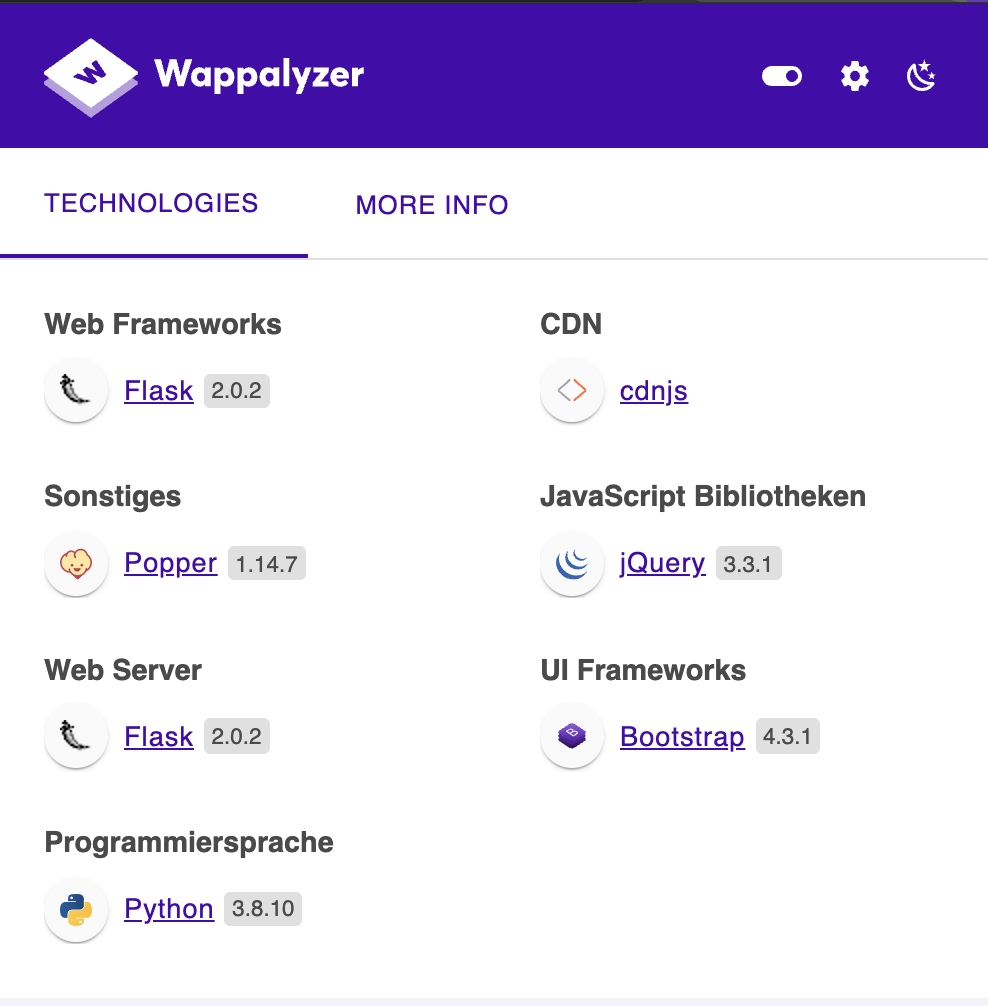 Wappalyzer
TECHNOLOGIES
MORE INFO
Web Frameworks
Flask 2.0.2
Sonstiges
Popper 1.14.7
Web Server
Flask 2.0.2
Programmiersprache
Python 3.8.10
CDN
cdnjs
JavaScript Bibliotheken
jQuery 3.3.1
UI Frameworks
Bootstrap 4.3.1